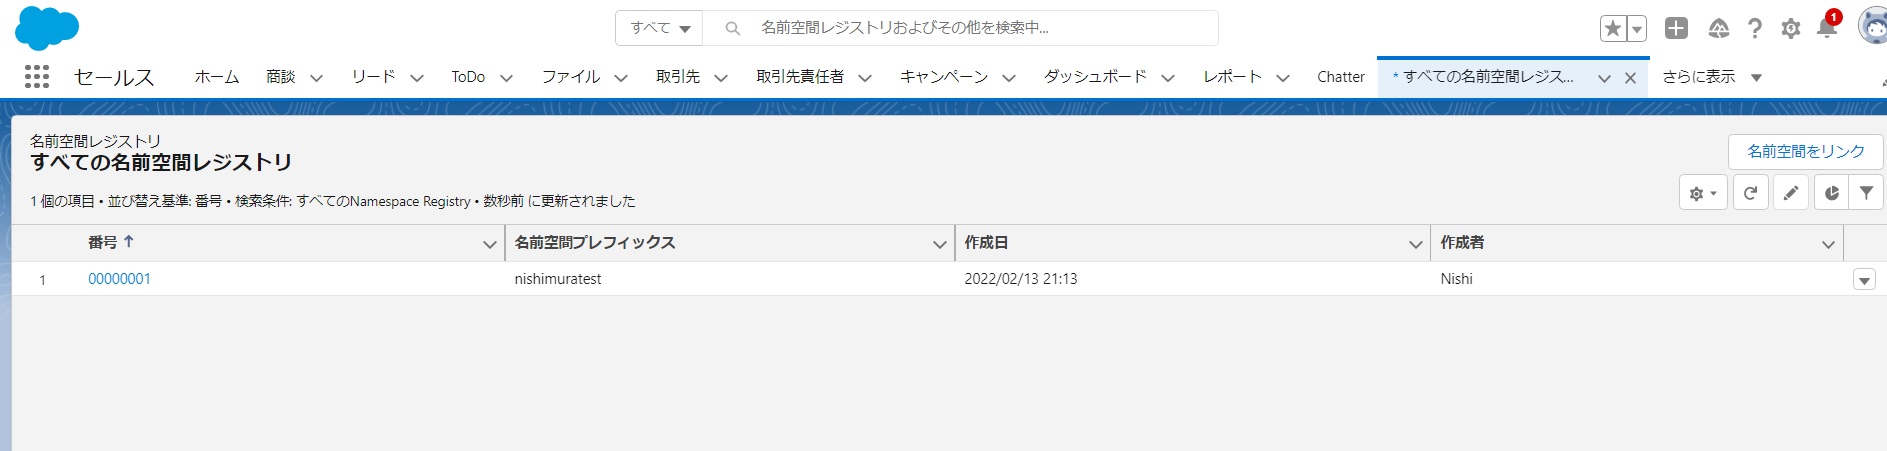 すべて
名前空間レジストリおよびその他を検索中...
1
セールス
ホーム
商談
リード
ToDo
ファイル
取引先
取引先責任者
キャンペーン
ダッシュボード
レポート
Chatter
* すべての名前空間レジス...
さらに表示
名前空間レジストリ
すべての名前空間レジストリ
名前空間をリンク
1 個の項目 • 並び替え基準: 番号 • 検索条件: すべてのNamespace Registry • 数秒前 に更新されました
番号 ↑ 名前空間プレフィックス 作成日 作成者
1 00000001 nishimuratest 2022/02/13 21:13 Nishi